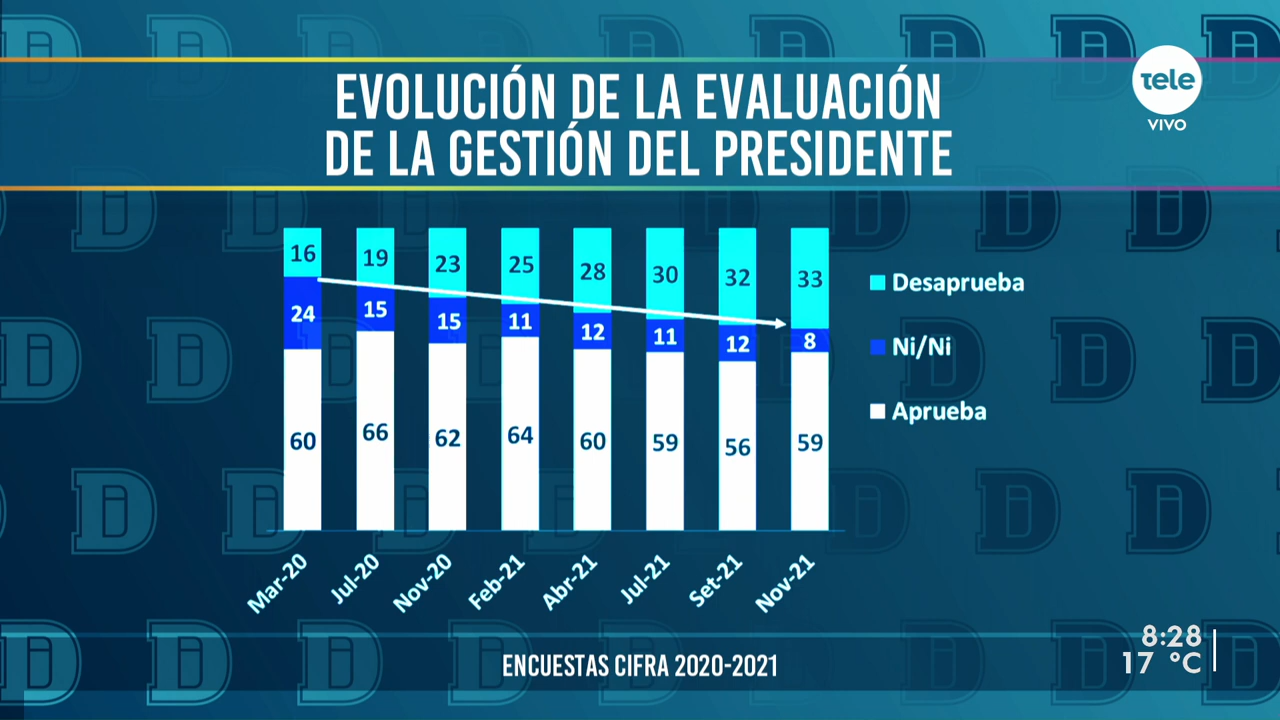 EVOLUCIÓN DE LA EVALUACIÓN
DE LA GESTIÓN DEL PRESIDENTE
TELE
VIVO
16 19 23 25 28 30 32 33
24 15 15 11 12 11 12 8
60 66 62 64 60 59 56 59
Desaprueba
Ni/Ni
Aprueba
Mar-20 Jul-20 Nov-20 Feb-21 Abr-21 Jul-21 Set-21 Nov-21
ENCUESTAS CIFRA 2020-2021
8:28
17 °C